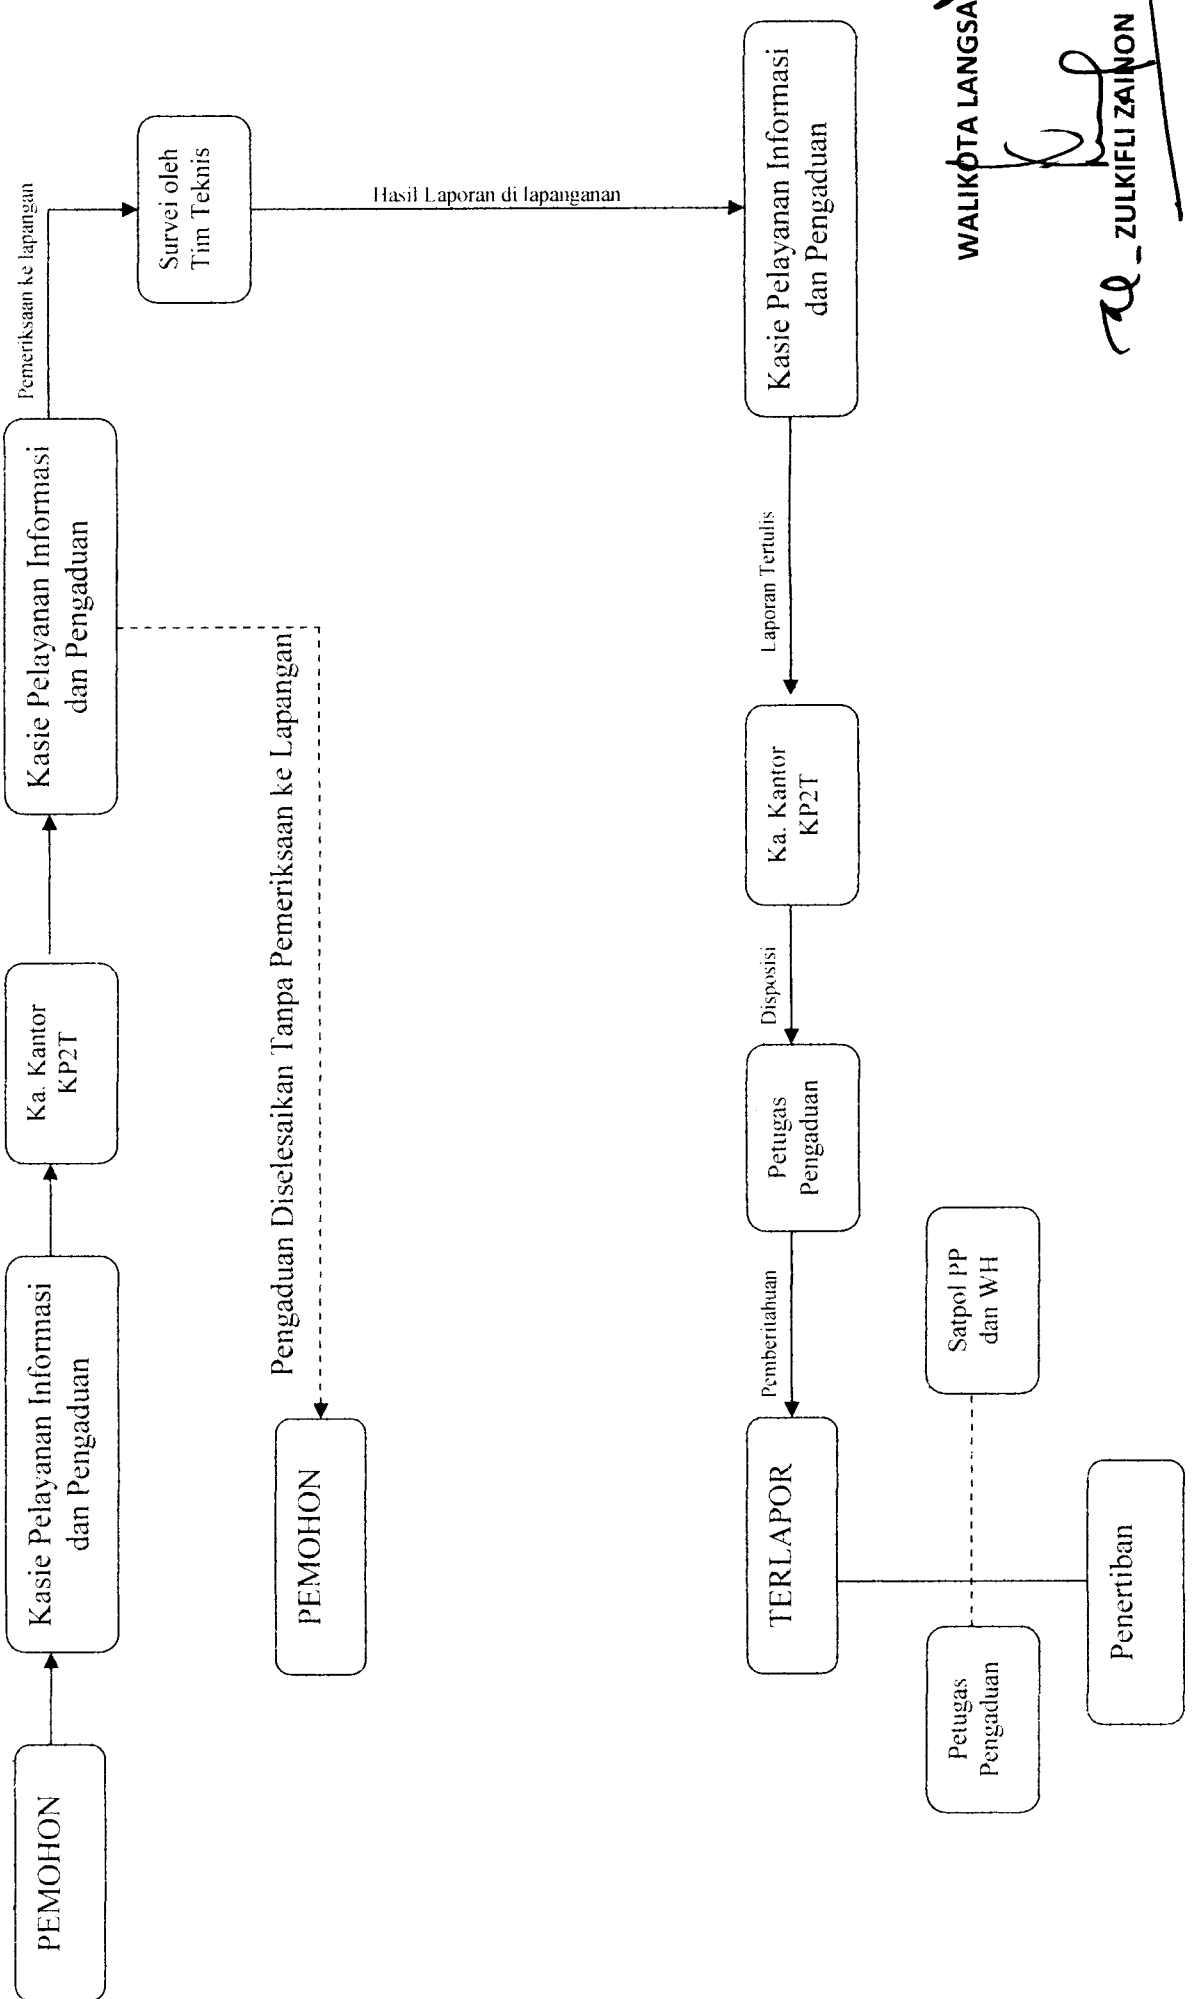 PEMOHON
Kasie Pelayanan Informasi
dan Pengaduan
Ka. Kantor
KP2T
Kasie Pelayanan Informasi
dan Pengaduan
Pemeriksaan ke lapangan
Survei oleh
Tim Teknis
Pengaduan Diselesaikan Tanpa Pemeriksaan ke Lapangan
PEMOHON
Hasil Laporan di lapanganan
Kasie Pelayanan Informasi
dan Pengaduan
Laporan Tertulis
Ka. Kantor
KP2T
Disposisi
Petugas
Pengaduan
Pemberitahuan
TERLAPOR
Petugas
Pengaduan
Satpol PP
dan WH
Penertiban
WALIKOTA LANGSA
ZULKIFLI ZAINON